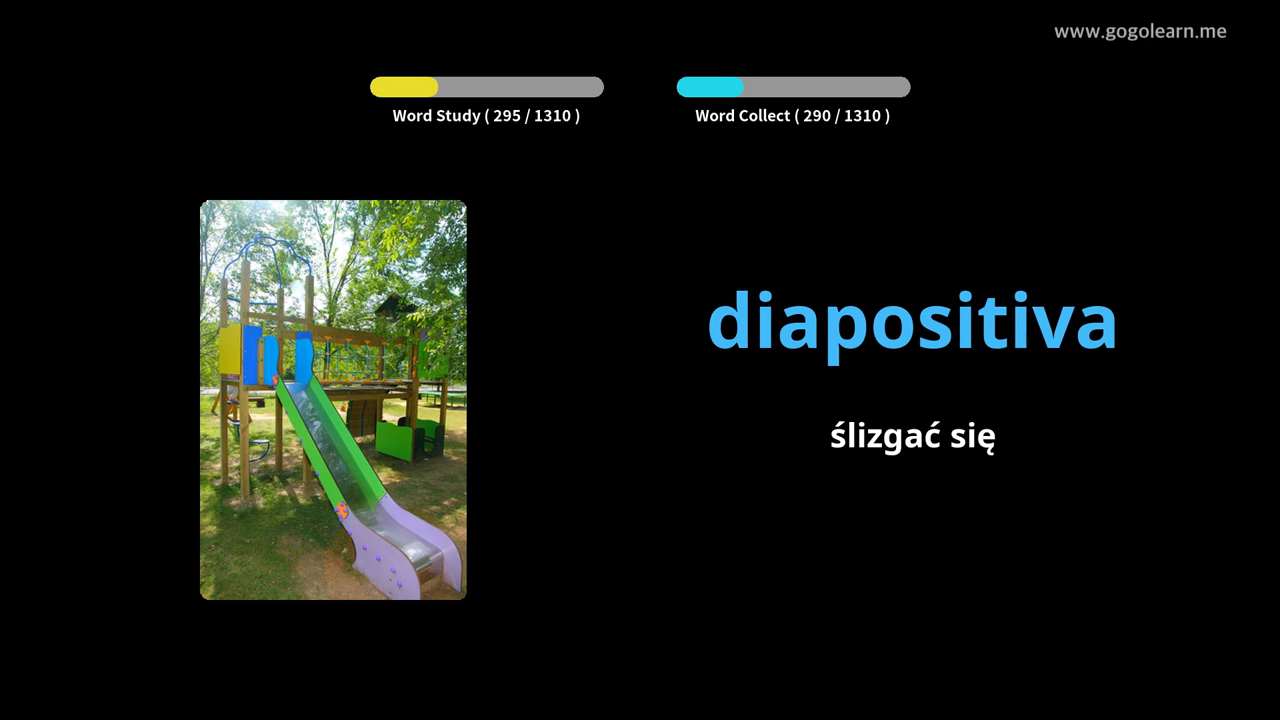 www.gogolearn.me
Word Study ( 295 / 1310 )
Word Collect ( 290 / 1310 )
diapositiva
ślizgać się